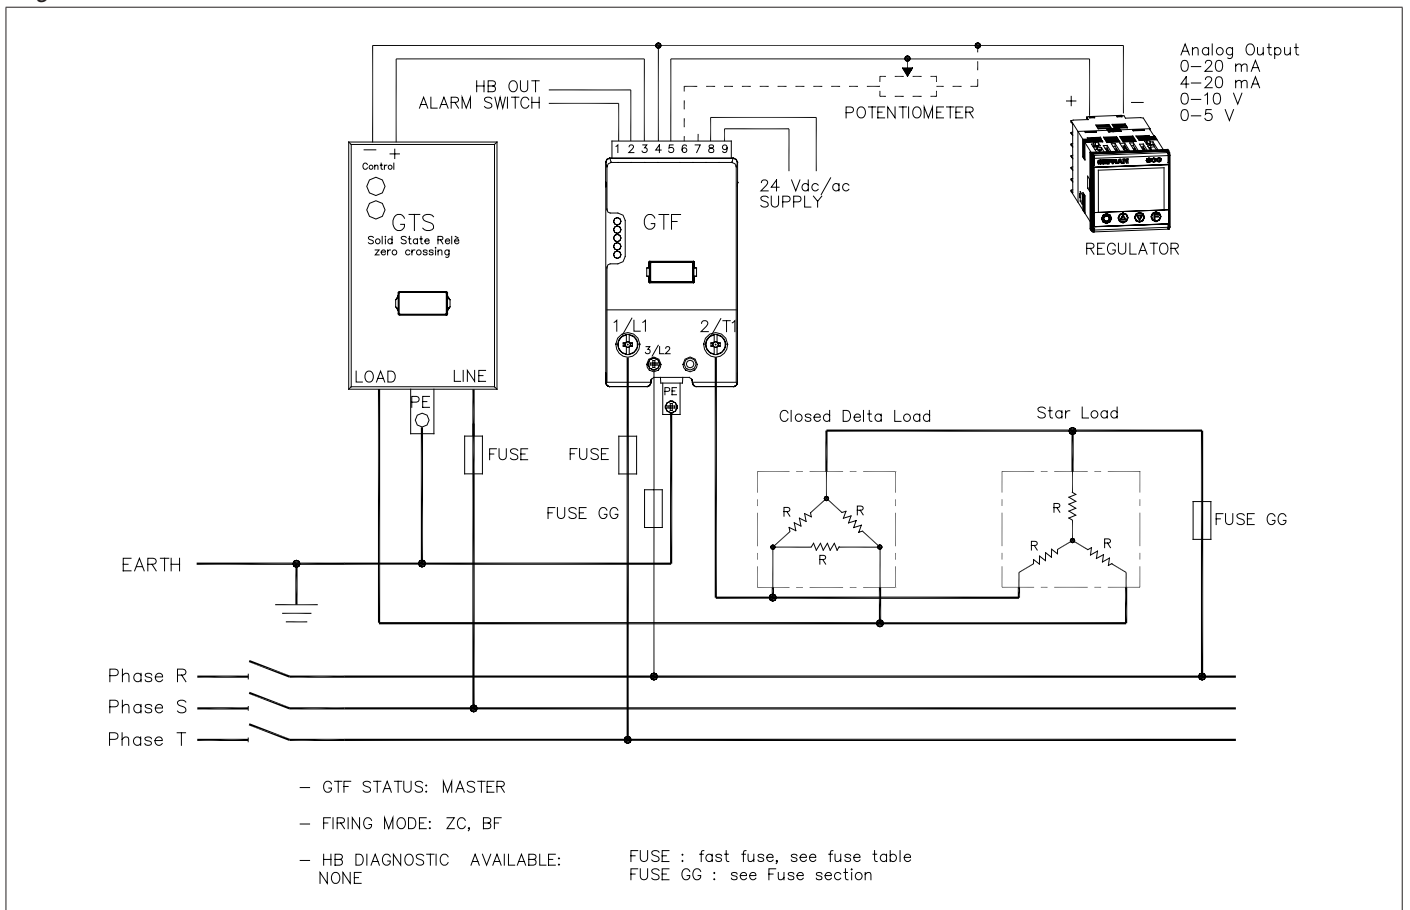 Analog Output
0-20 mA
4-20 mA
0-10 V
0-5 V
HB OUT
ALARM SWITCH
POTENTIOMETER
+ −
− +
Control
GTS
Solid State Relè
zero crossing
LOAD LINE
PE
1 2 3 4 5 6 7 8 9
24 Vdc/ac
SUPPLY
GTF
GEFRAN 600
REGULATOR
1/L1 2/T1
3/L2
PE
Closed Delta Load
Star Load
FUSE
FUSE
FUSE GG
R R
R
R
R R
FUSE GG
EARTH
Phase R
Phase S
Phase T
− GTF STATUS: MASTER
− FIRING MODE: ZC, BF
− HB DIAGNOSTIC AVAILABLE:
NONE
FUSE : fast fuse, see fuse table
FUSE GG : see Fuse section